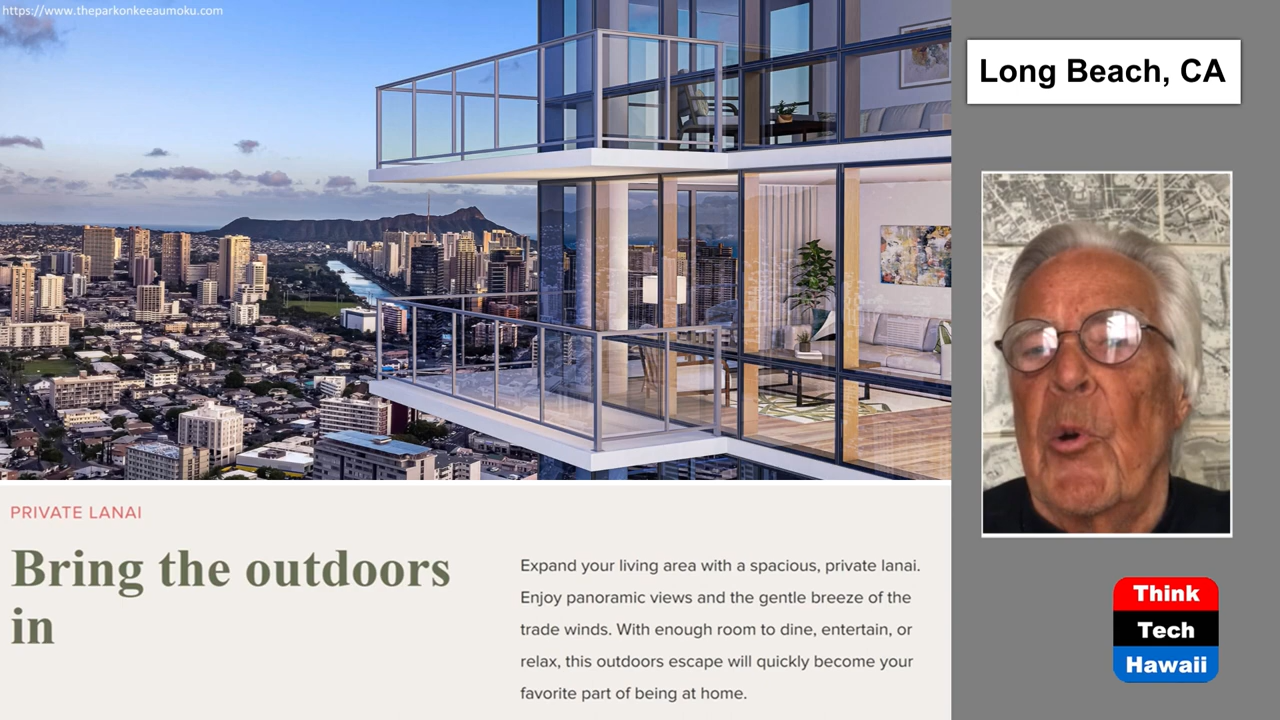 https://www.theparkonkeeaumoku.com
Long Beach, CA
PRIVATE LANAI
Bring the outdoors
in
Expand your living area with a spacious, private lanai.
Enjoy panoramic views and the gentle breeze of the
trade winds. With enough room to dine, entertain, or
relax, this outdoors escape will quickly become your
favorite part of being at home.
Think
Tech
Hawaii